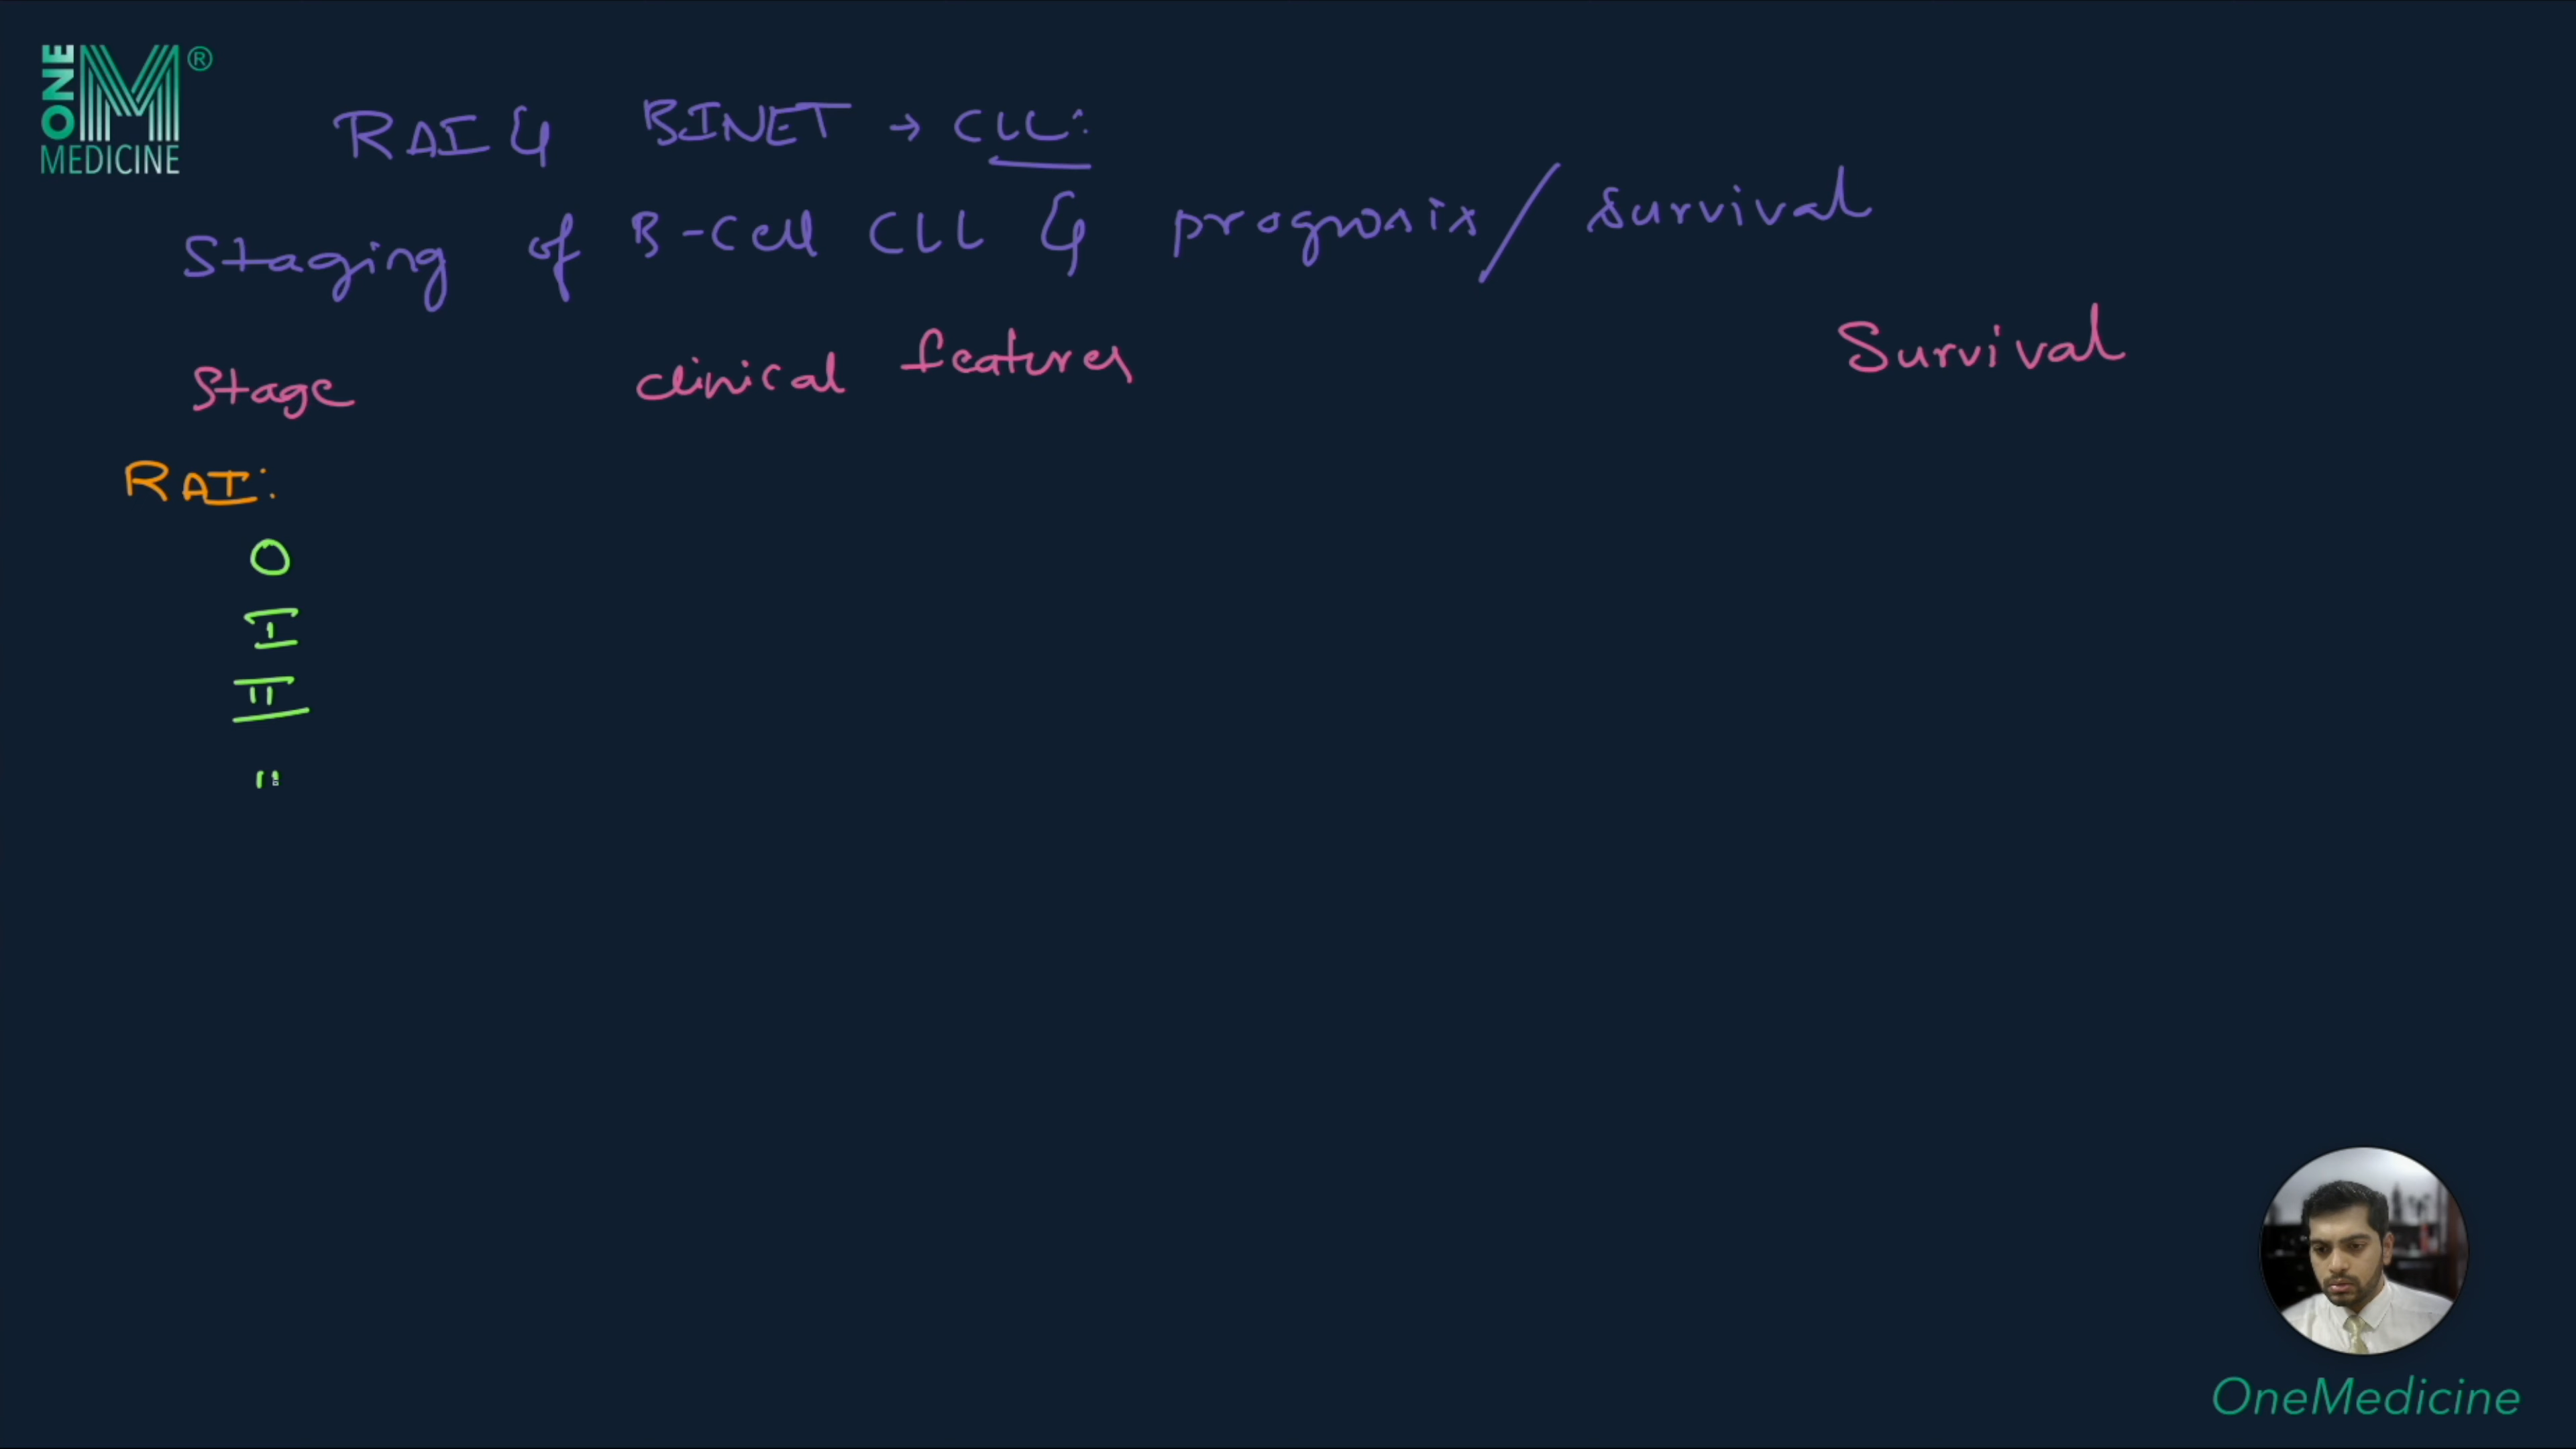 ONE M ®
MEDICINE
RAI & BINET → CLL:
Staging of B-Cell CLL & prognosis / survival
Stage clinical features Survival
RAI:
0
I
II
OneMedicine